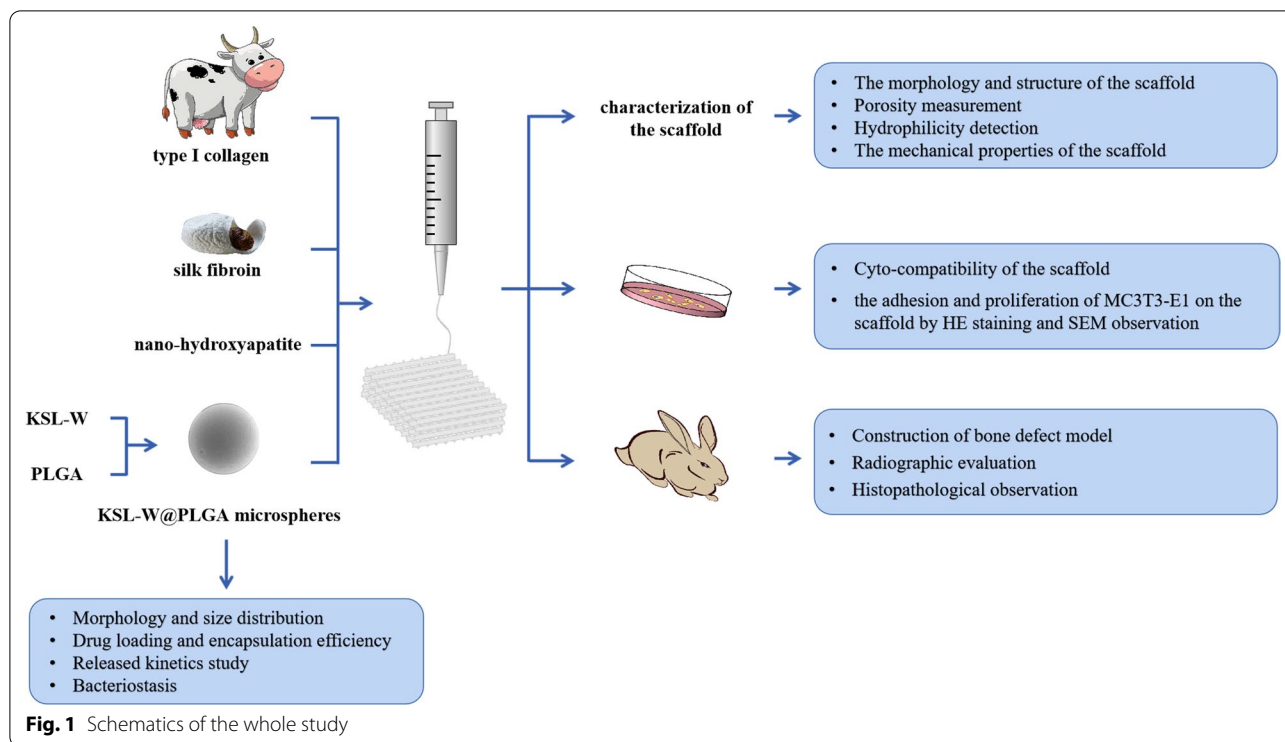 type I collagen
silk fibroin
nano-hydroxyapatite
KSL-W
PLGA
KSL-W@PLGA microspheres
• Morphology and size distribution
• Drug loading and encapsulation efficiency
• Released kinetics study
• Bacteriostasis
characterization of
the scaffold
• The morphology and structure of the scaffold
• Porosity measurement
• Hydrophilicity detection
• The mechanical properties of the scaffold
• Cyto-compatibility of the scaffold
• the adhesion and proliferation of MC3T3-E1 on the
scaffold by HE staining and SEM observation
• Construction of bone defect model
• Radiographic evaluation
• Histopathological observation
Fig. 1 Schematics of the whole study